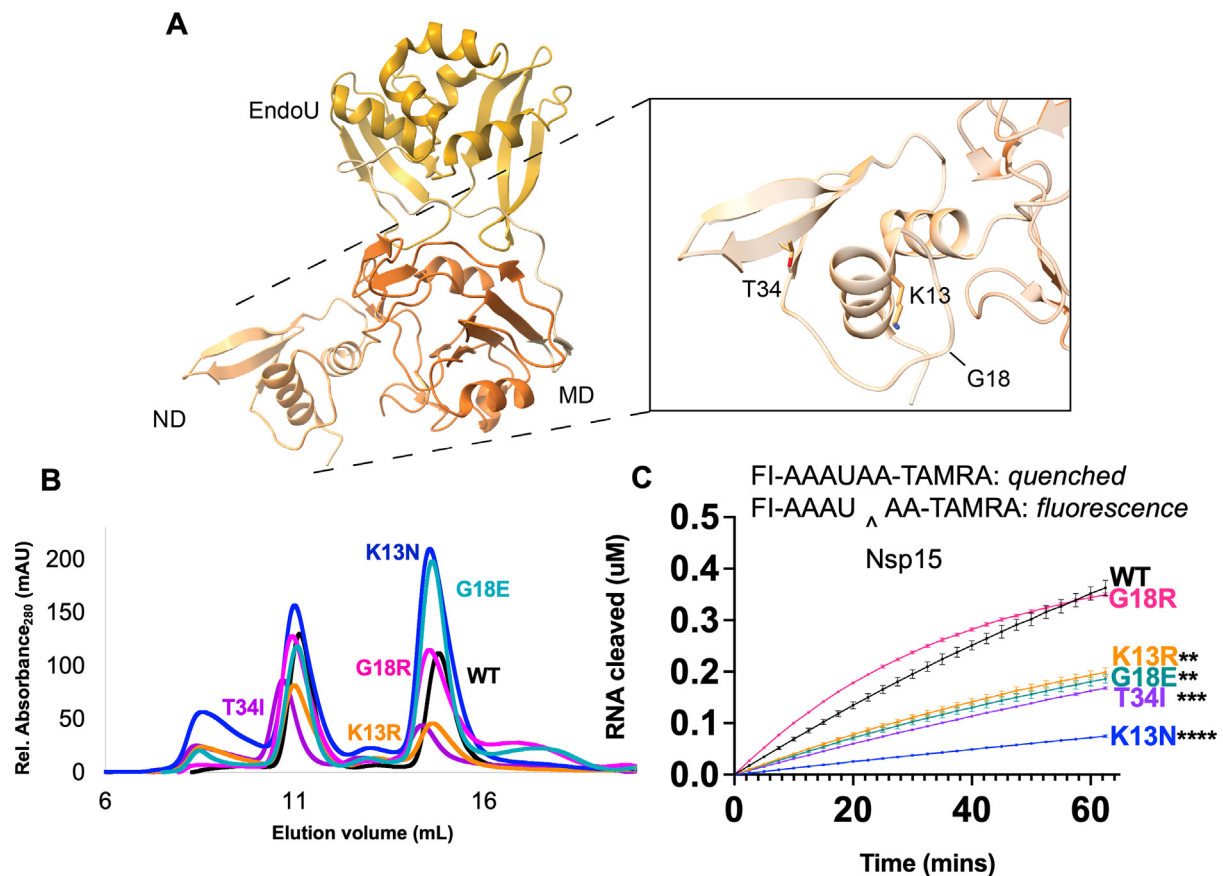 A
EndoU
ND
MD
T34
K13
G18
B
Rel. Absorbance280 (mAU)
200
150
100
50
0
6
11
16
Elution volume (mL)
K13N
G18E
G18R
WT
T34I
K13R
C
FI-AAAUAA-TAMRA: quenched
FI-AAAU ^ AA-TAMRA: fluorescence
Nsp15
RNA cleaved (uM)
0.5
0.4
0.3
0.2
0.1
0.0
0
20
40
60
Time (mins)
WT
G18R
K13R**
G18E**
T34I ***
K13N****